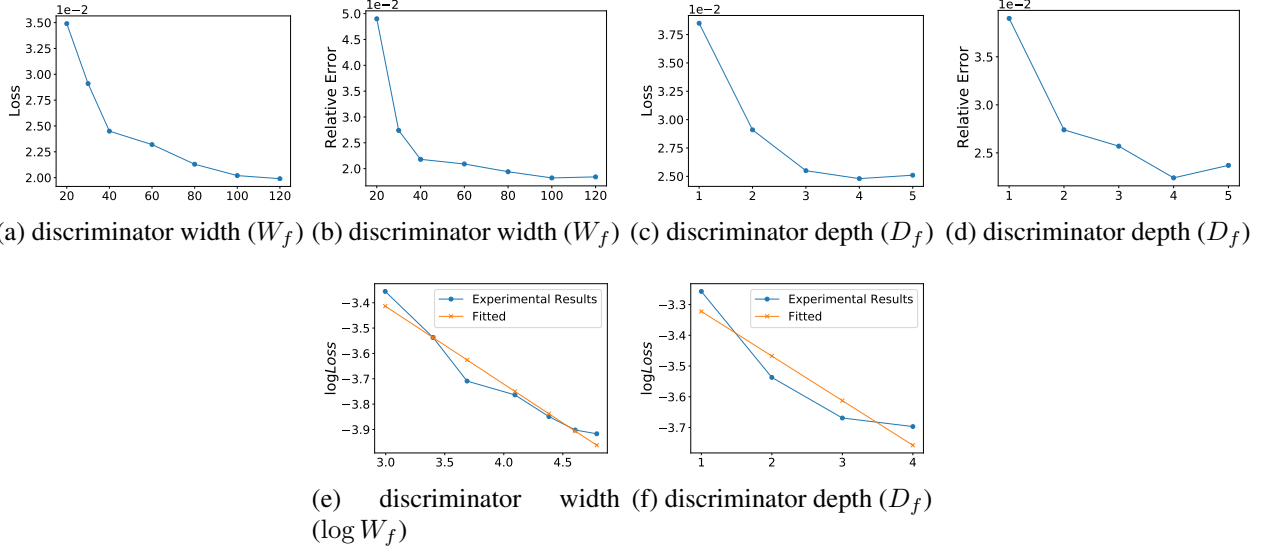 1e−2
3.50
3.25
3.00
2.75
2.50
2.25
2.00
Loss
20 40 60 80 100 120
(a) discriminator width (W_f)
1e−2
5.0
4.5
4.0
3.5
3.0
2.5
2.0
Relative Error
20 40 60 80 100 120
(b) discriminator width (W_f)
1e−2
3.75
3.50
3.25
3.00
2.75
2.50
Loss
1 2 3 4 5
(c) discriminator depth (D_f)
1e−2
3.5
3.0
2.5
Relative Error
1 2 3 4 5
(d) discriminator depth (D_f)
−3.4
−3.5
−3.6
−3.7
−3.8
−3.9
logLoss
Experimental Results
Fitted
3.0 3.5 4.0 4.5
(e) discriminator width
(log W_f)
−3.3
−3.4
−3.5
−3.6
−3.7
logLoss
Experimental Results
Fitted
1 2 3 4
(f) discriminator depth (D_f)